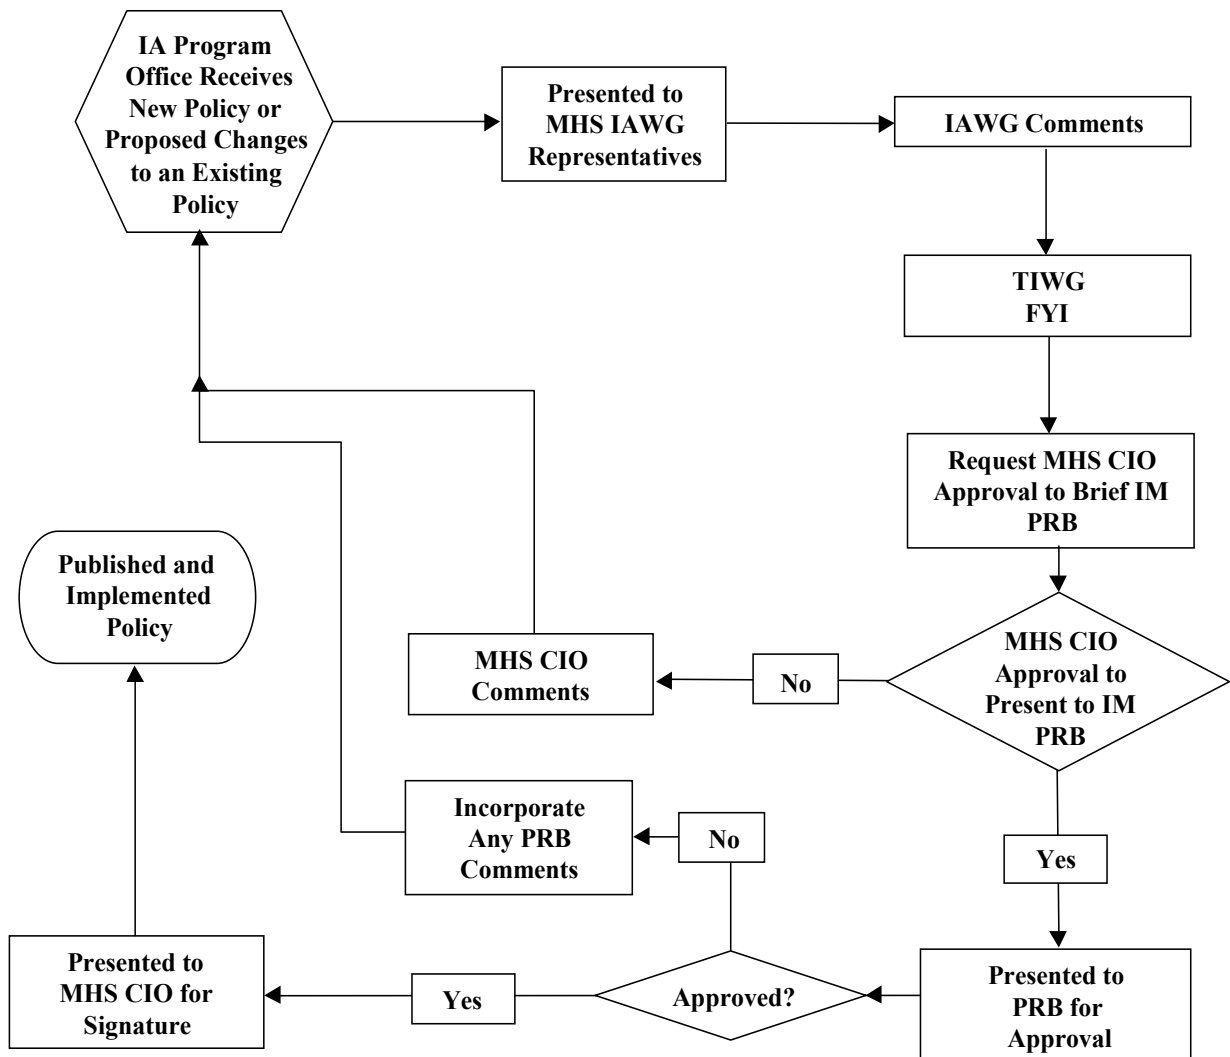 IA Program
Office Receives
New Policy or
Proposed Changes
to an Existing
Policy
Presented to
MHS IAWG
Representatives
IAWG Comments
TIWG
FYI
Request MHS CIO
Approval to Brief IM
PRB
MHS CIO
Approval to
Present to IM
PRB
No
MHS CIO
Comments
Yes
Presented to
PRB for
Approval
Approved?
No
Incorporate
Any PRB
Comments
Yes
Presented to
MHS CIO for
Signature
Published and
Implemented
Policy